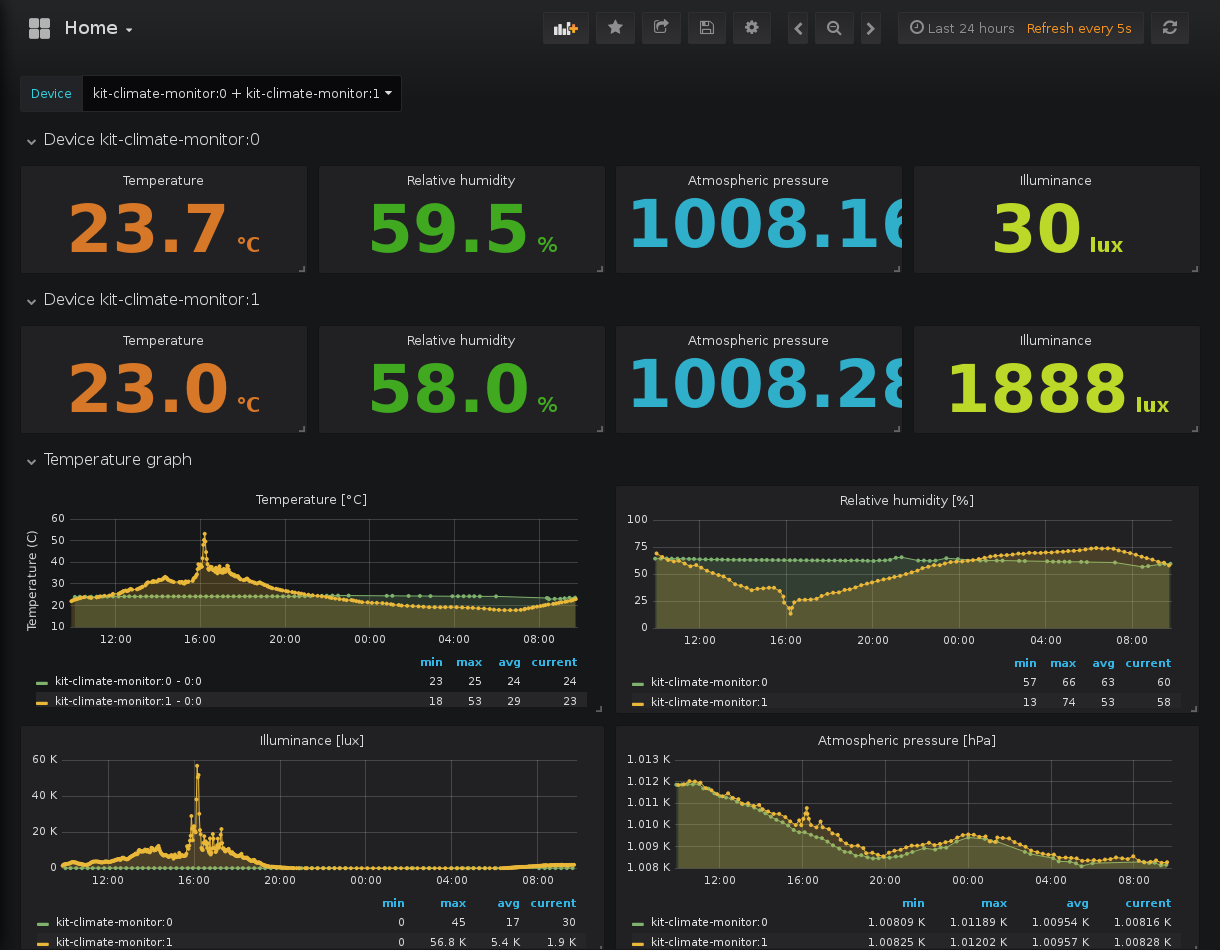 Home
Last 24 hours Refresh every 5s
Device kit-climate-monitor:0 + kit-climate-monitor:1
Device kit-climate-monitor:0
Temperature Relative humidity Atmospheric pressure Illuminance
23.7 °C 59.5 % 1008.16 30 lux
Device kit-climate-monitor:1
Temperature Relative humidity Atmospheric pressure Illuminance
23.0 °C 58.0 % 1008.28 1888 lux
Temperature graph
Temperature [°C]
Temperature (C)
60
50
40
30
20
10
12:00 16:00 20:00 00:00 04:00 08:00
min max avg current
kit-climate-monitor:0 - 0:0 23 25 24 24
kit-climate-monitor:1 - 0:0 18 53 29 23
Relative humidity [%]
100
75
50
25
0
12:00 16:00 20:00 00:00 04:00 08:00
min max avg current
kit-climate-monitor:0 57 66 63 60
kit-climate-monitor:1 13 74 53 58
Illuminance [lux]
60 K
40 K
20 K
0
12:00 16:00 20:00 00:00 04:00 08:00
min max avg current
kit-climate-monitor:0 0 45 17 30
kit-climate-monitor:1 0 56.8 K 5.4 K 1.9 K
Atmospheric pressure [hPa]
1.013 K
1.012 K
1.011 K
1.010 K
1.009 K
1.008 K
12:00 16:00 20:00 00:00 04:00 08:00
min max avg current
kit-climate-monitor:0 1.00809 K 1.01189 K 1.00954 K 1.00816 K
kit-climate-monitor:1 1.00825 K 1.01202 K 1.00957 K 1.00828 K